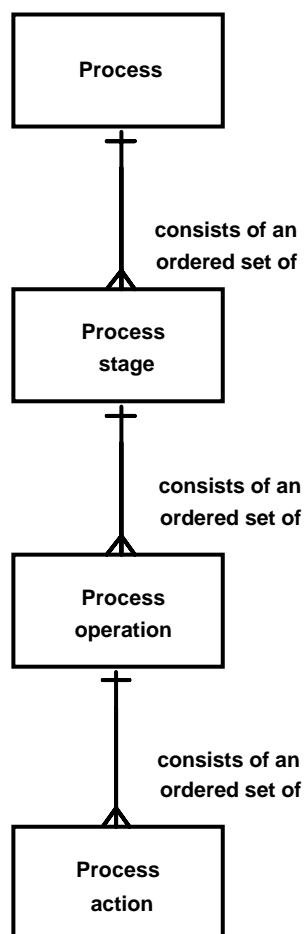 Process
consists of an
ordered set of
Process
stage
consists of an
ordered set of
Process
operation
consists of an
ordered set of
Process
action